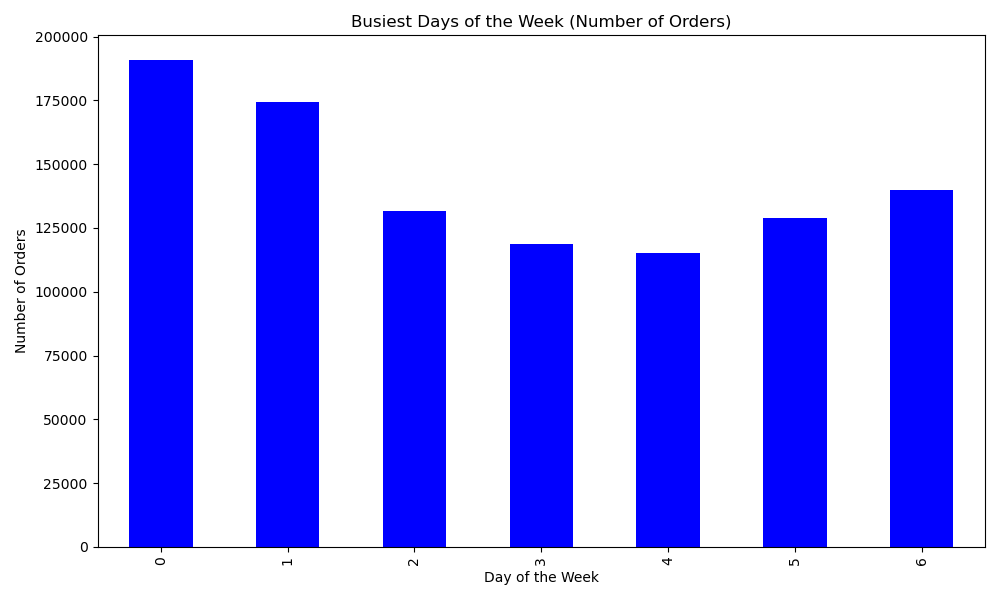 Busiest Days of the Week (Number of Orders)
200000
175000
150000
125000
100000
75000
50000
25000
0
Number of Orders
0 1 2 3 4 5 6
Day of the Week